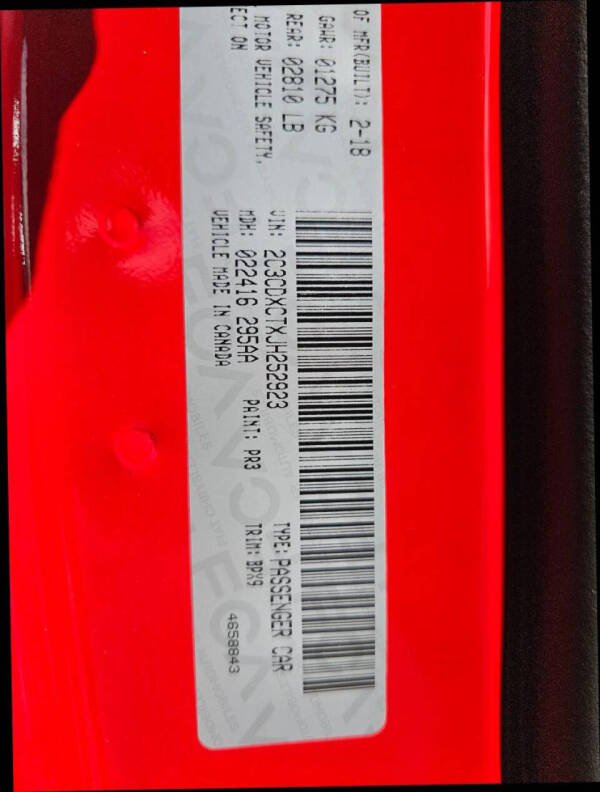 OF MFR(BUILT): 2-18
GAWR: 01275 KG
REAR: 02810 LB
MOTOR VEHICLE SAFETY,
ECT ON
VIN: 2C3CDXCTXJH252923
TYPE: PASSENGER CAR
MDH: 022416 295AA
PAINT: PR3
TRIM: BPX9
VEHICLE MADE IN CANADA
4658843